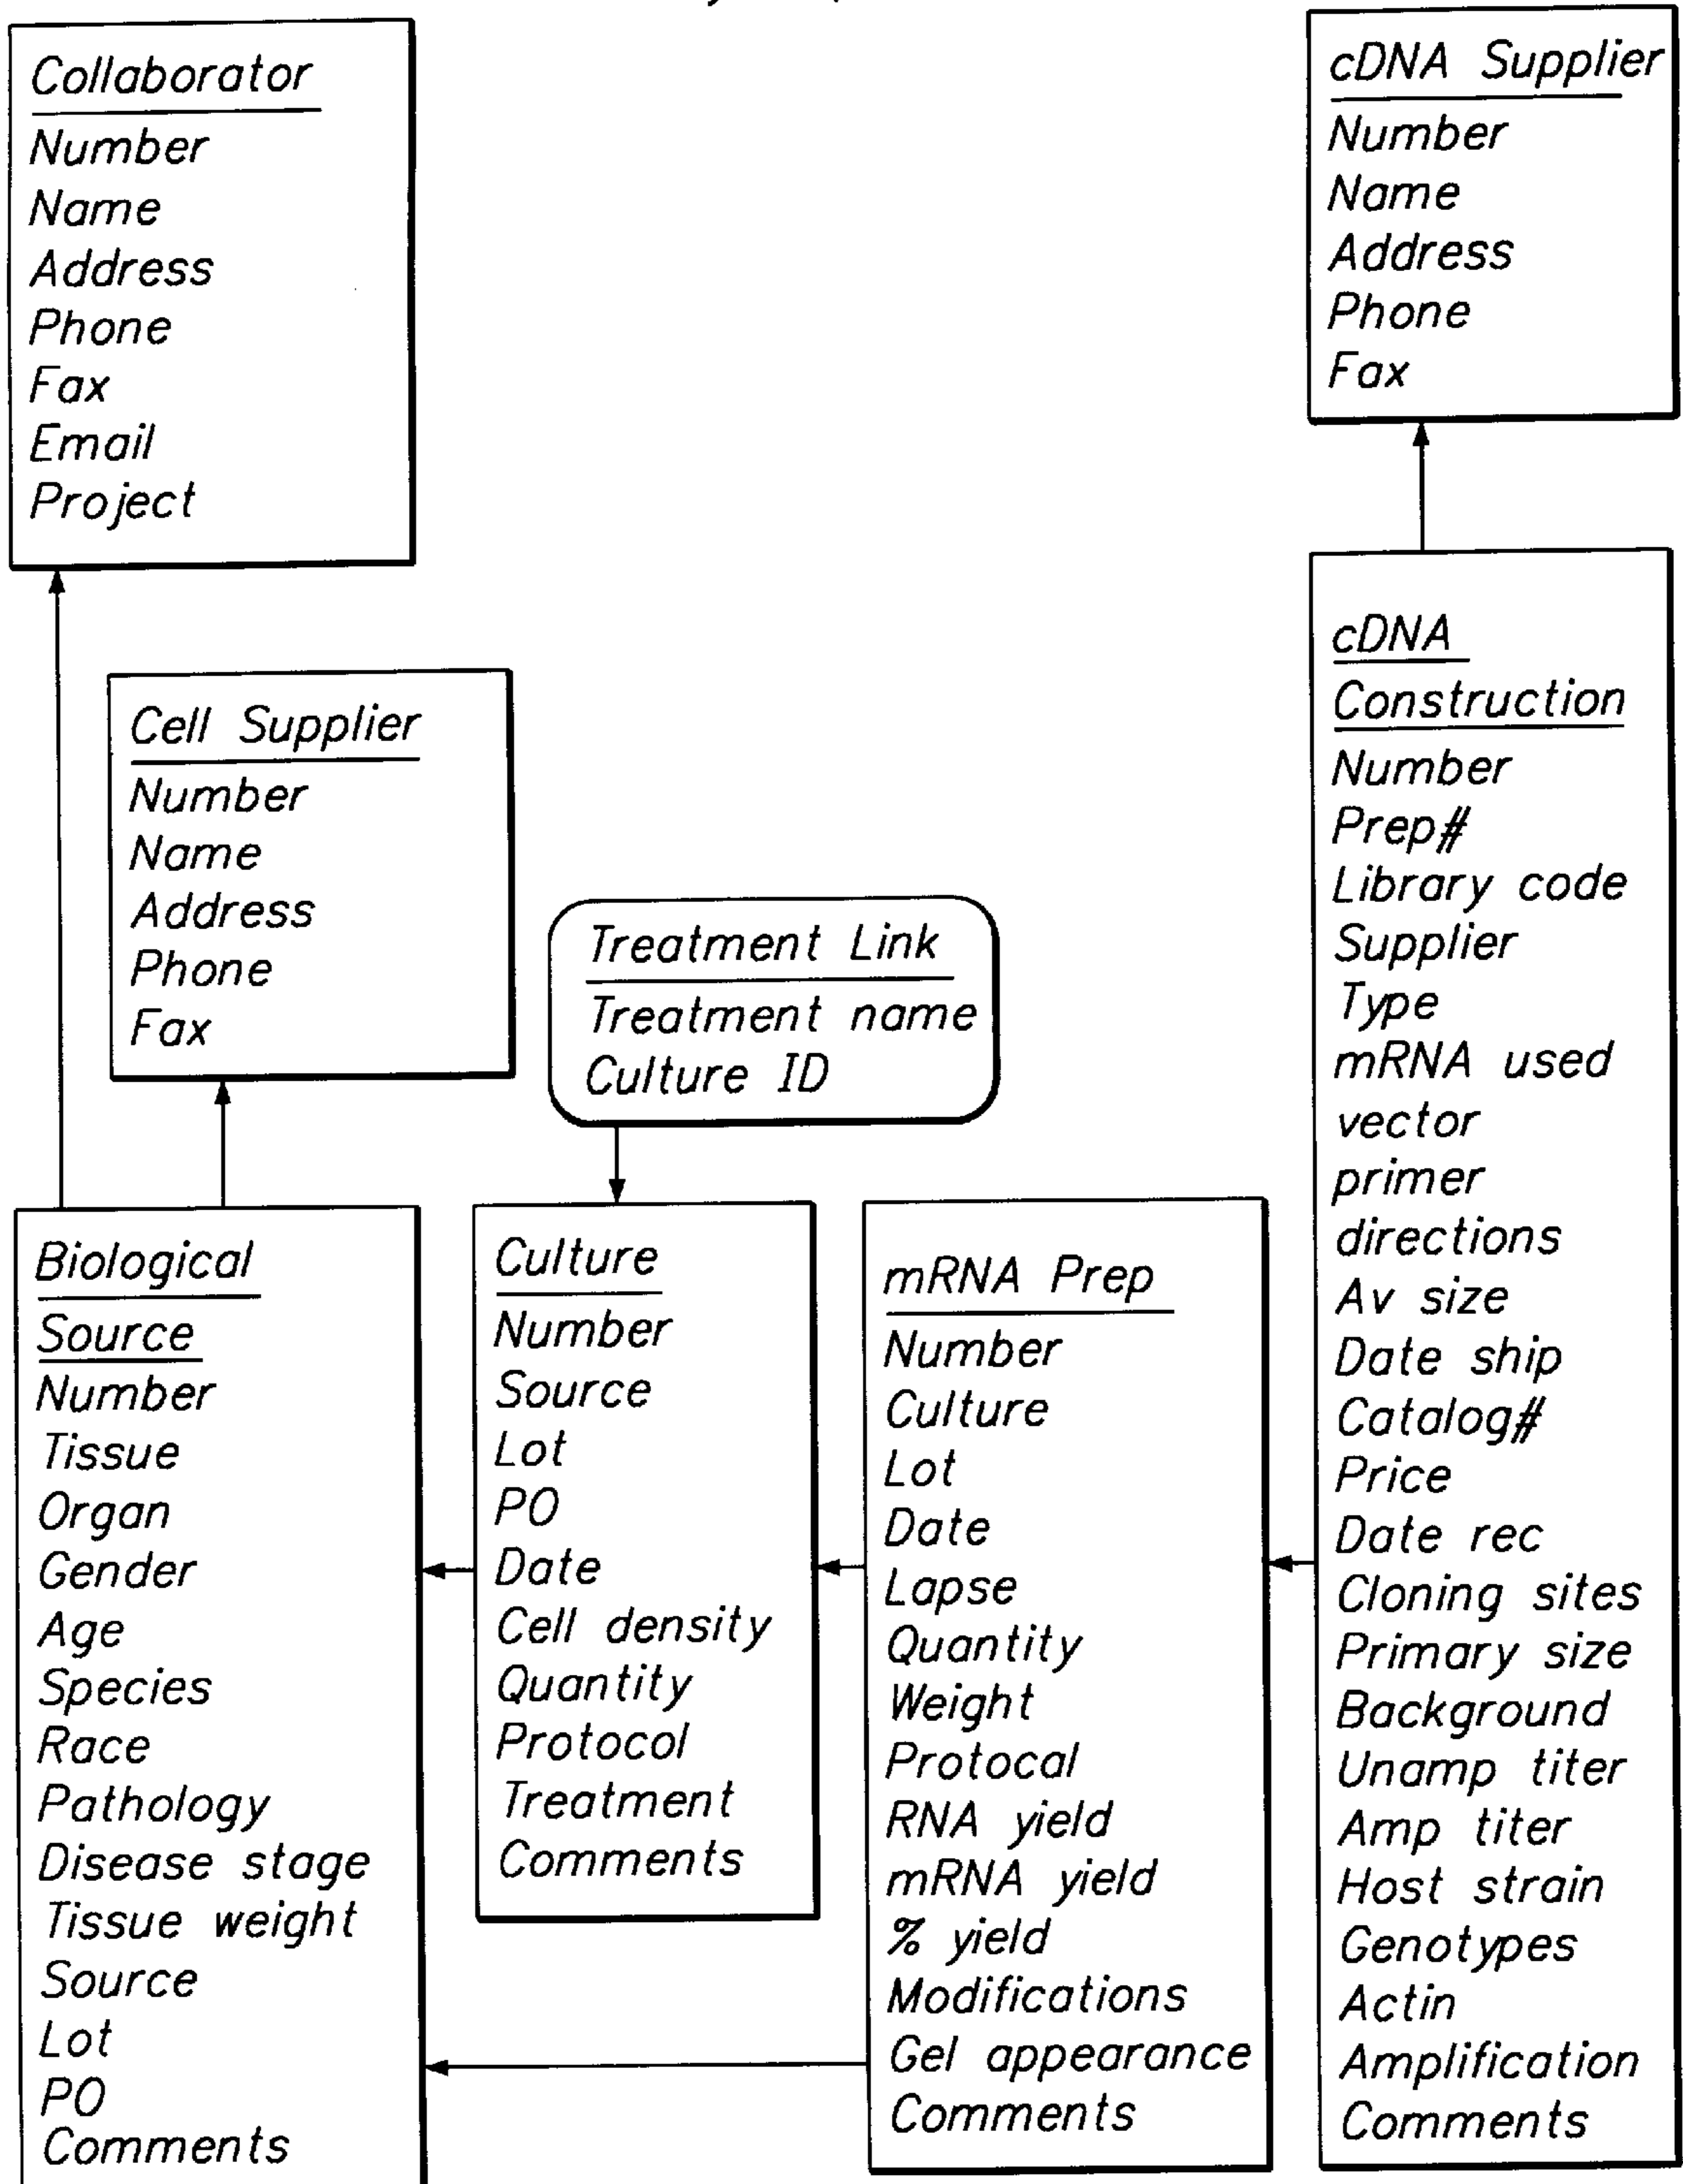 Collaborator
Number
Name
Address
Phone
Fax
Email
Project
cDNA Supplier
Number
Name
Address
Phone
Fax
Cell Supplier
Number
Name
Address
Phone
Fax
Treatment Link
Treatment name
Culture ID
Biological
Source
Number
Tissue
Organ
Gender
Age
Species
Race
Pathology
Disease stage
Tissue weight
Source
Lot
PO
Comments
Culture
Number
Source
Lot
PO
Date
Cell density
Quantity
Protocol
Treatment
Comments
mRNA Prep
Number
Culture
Lot
Date
Lapse
Quantity
Weight
Protocal
RNA yield
mRNA yield
% yield
Modifications
Gel appearance
Comments
cDNA
Construction
Number
Prep#
Library code
Supplier
Type
mRNA used
vector
primer
directions
Av size
Date ship
Catalog#
Price
Date rec
Cloning sites
Primary size
Background
Unamp titer
Amp titer
Host strain
Genotypes
Actin
Amplification
Comments